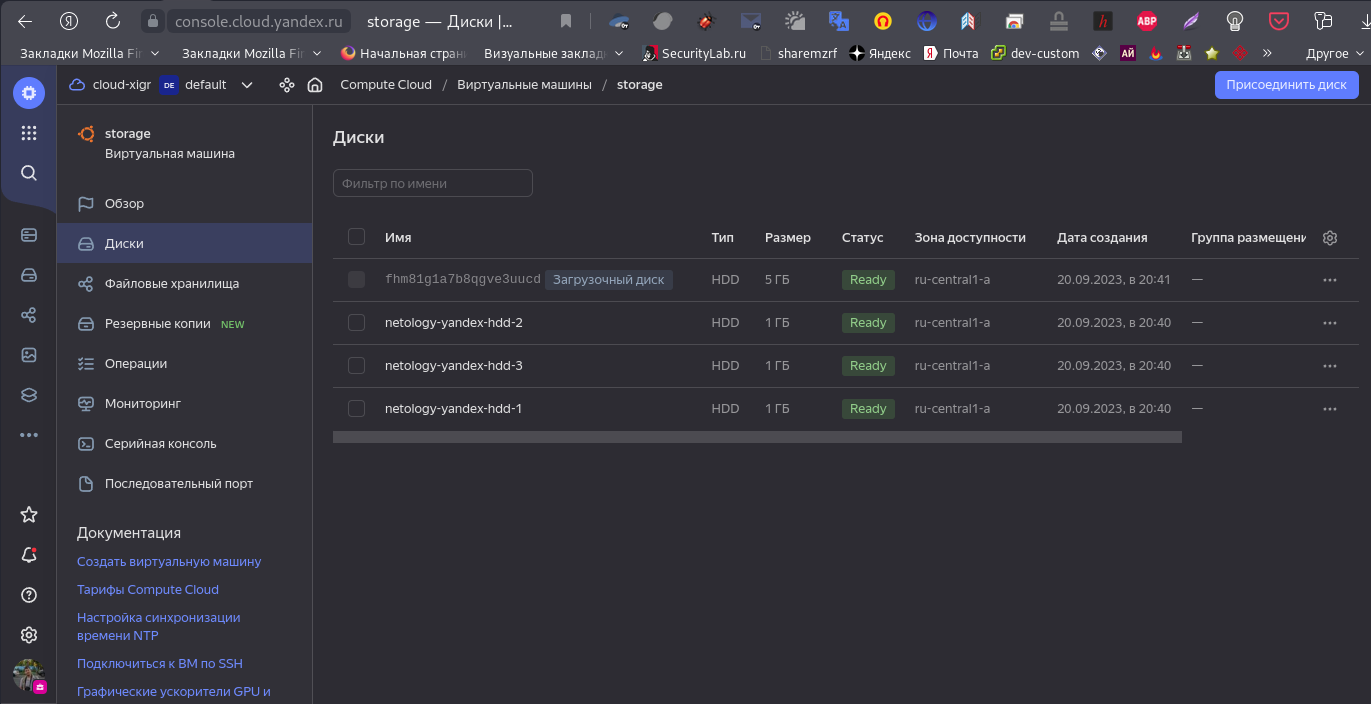 console.cloud.yandex.ru storage — Диски |...
Закладки Mozilla Fir Закладки Mozilla Fir Начальная стран Визуальные заклад SecurityLab.ru sharemzrf Яндекс Почта dev-custom АЙ » Другое
cloud-xigr DE default Compute Cloud / Виртуальные машины / storage Присоединить диск
storage
Виртуальная машина
Обзор
Диски
Файловые хранилища
Резервные копии NEW
Операции
Мониторинг
Серийная консоль
Последовательный порт
Документация
Создать виртуальную машину
Тарифы Compute Cloud
Настройка синхронизации
времени NTP
Подключиться к ВМ по SSH
Графические ускорители GPU и
Диски
Фильтр по имени
Имя Тип Размер Статус Зона доступности Дата создания Группа размещени
fhm81g1a7b8qgve3uucd Загрузочный диск HDD 5 ГБ Ready ru-central1-a 20.09.2023, в 20:41 —
netology-yandex-hdd-2 HDD 1 ГБ Ready ru-central1-a 20.09.2023, в 20:40 —
netology-yandex-hdd-3 HDD 1 ГБ Ready ru-central1-a 20.09.2023, в 20:40 —
netology-yandex-hdd-1 HDD 1 ГБ Ready ru-central1-a 20.09.2023, в 20:40 —